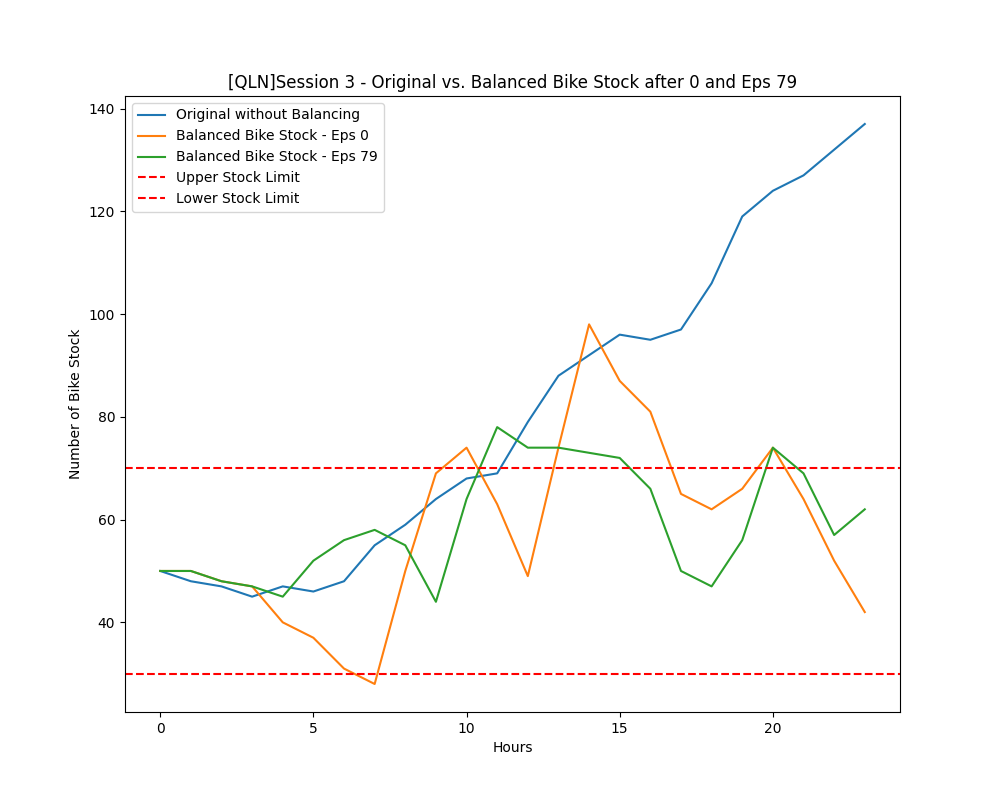 [QLN]Session 3 - Original vs. Balanced Bike Stock after 0 and Eps 79
Original without Balancing
Balanced Bike Stock - Eps 0
Balanced Bike Stock - Eps 79
Upper Stock Limit
Lower Stock Limit
140
120
100
80
60
40
Number of Bike Stock
0 5 10 15 20
Hours